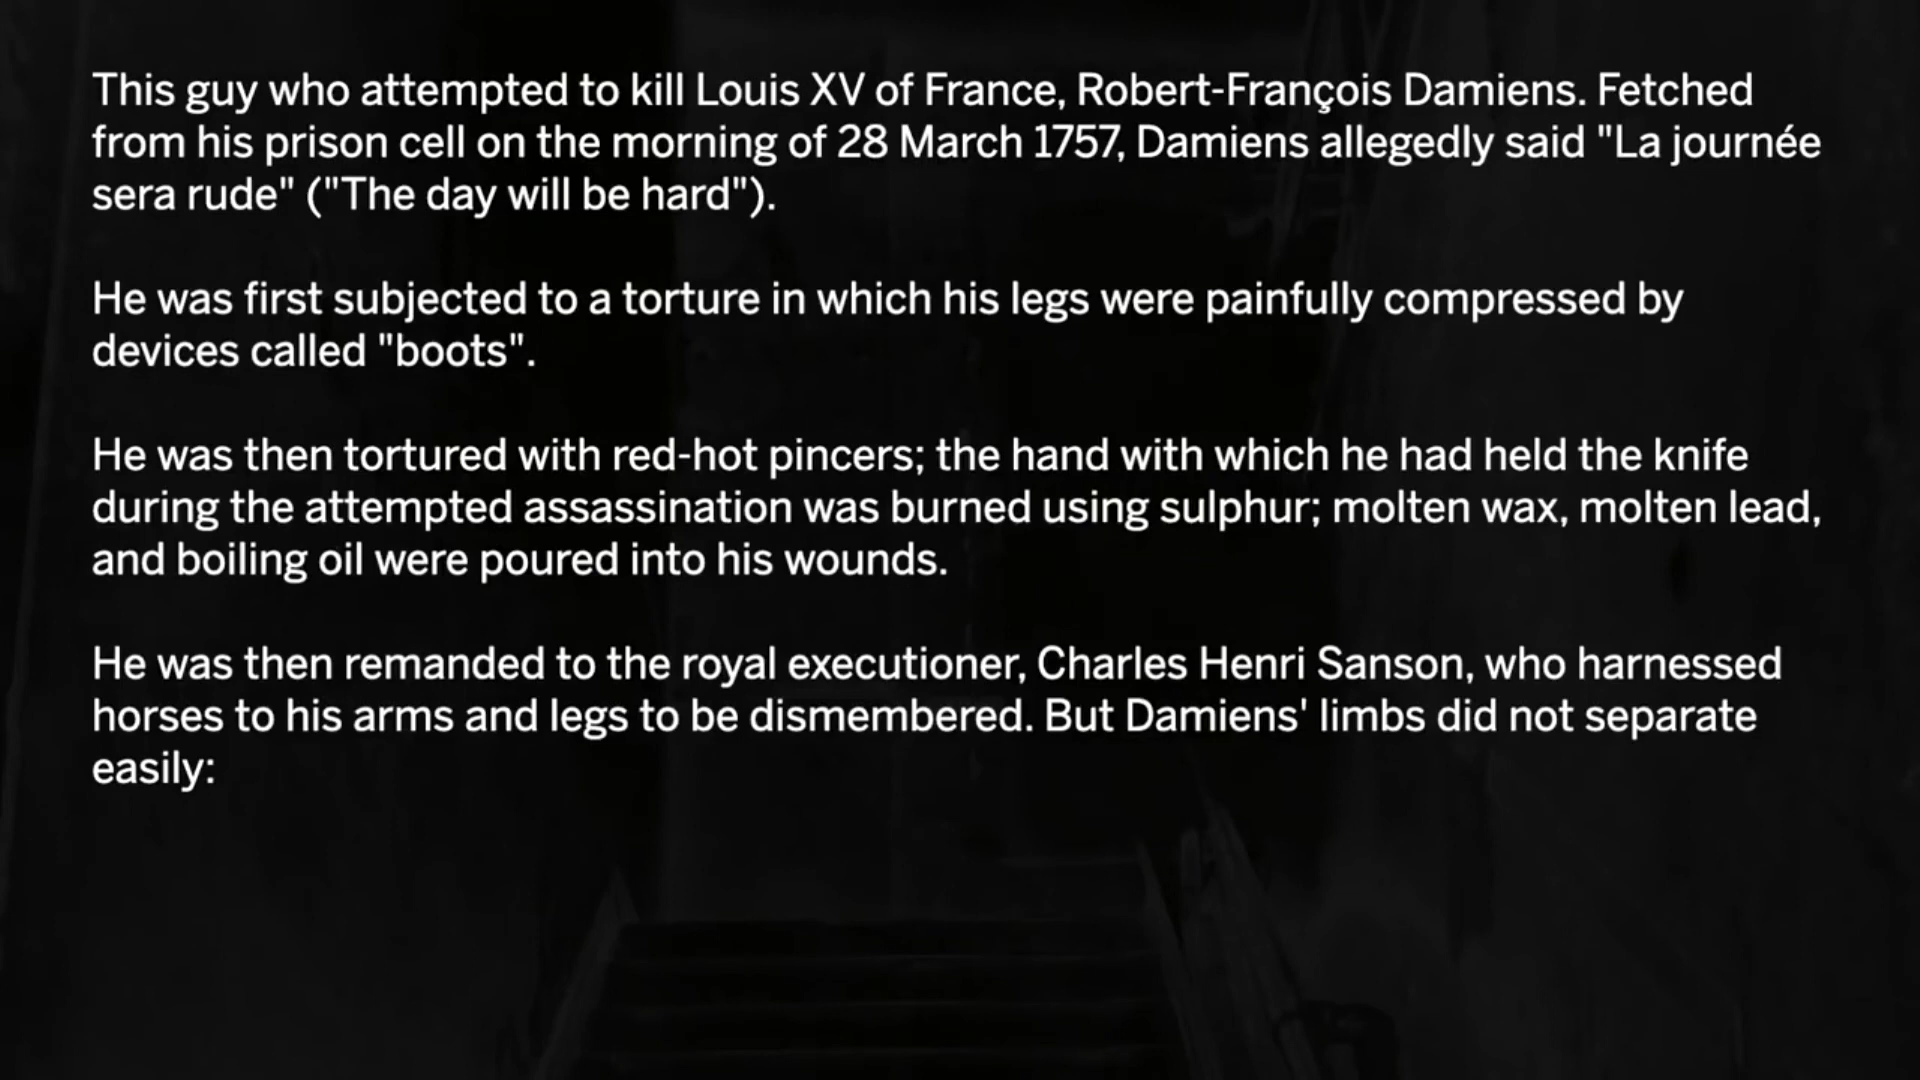 This guy who attempted to kill Louis XV of France, Robert-François Damiens. Fetched
from his prison cell on the morning of 28 March 1757, Damiens allegedly said "La journée
sera rude" ("The day will be hard").
He was first subjected to a torture in which his legs were painfully compressed by
devices called "boots".
He was then tortured with red-hot pincers; the hand with which he had held the knife
during the attempted assassination was burned using sulphur; molten wax, molten lead,
and boiling oil were poured into his wounds.
He was then remanded to the royal executioner, Charles Henri Sanson, who harnessed
horses to his arms and legs to be dismembered. But Damiens' limbs did not separate
easily: